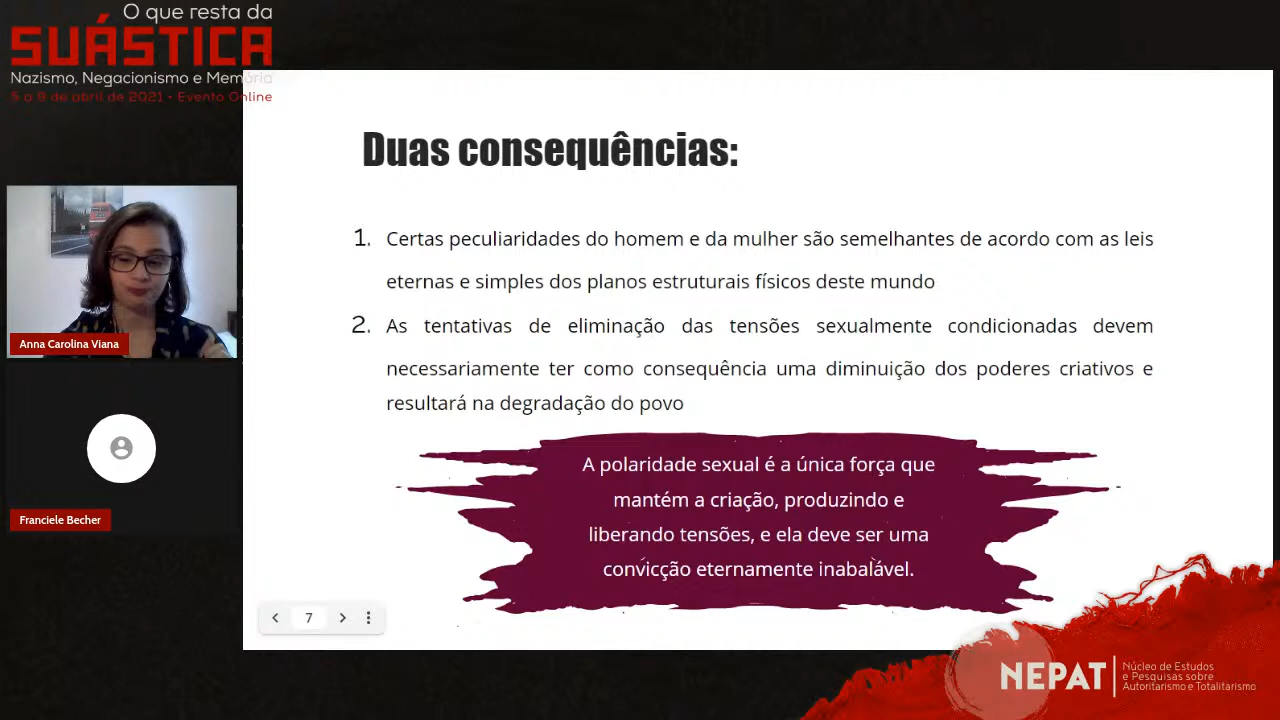 O que resta da
SUÁSTICA
Nazismo, Negacionismo e Memória
5 a 9 de abril de 2021 • Evento Online
Duas consequências:
1. Certas peculiaridades do homem e da mulher são semelhantes de acordo com as leis
eternas e simples dos planos estruturais físicos deste mundo
2. As tentativas de eliminação das tensões sexualmente condicionadas devem
necessariamente ter como consequência uma diminuição dos poderes criativos e
resultará na degradação do povo
A polaridade sexual é a única força que
mantém a criação, produzindo e
liberando tensões, e ela deve ser uma
convicção eternamente inabalável.
Anna Carolina Viana
Franciele Becher
7
NEPAT
Núcleo de Estudos
e Pesquisas sobre
Autoritarismo e Totalitarismo